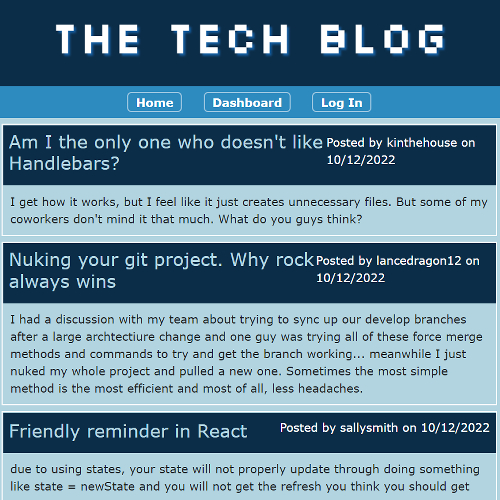 THE TECH BLOG
Home Dashboard Log In
Am I the only one who doesn't like
Handlebars?
Posted by kinthehouse on
10/12/2022
I get how it works, but I feel like it just creates unnecessary files. But some of my
coworkers don't mind it that much. What do you guys think?
Nuking your git project. Why rock
always wins
Posted by lancedragon12 on
10/12/2022
I had a discussion with my team about trying to sync up our develop branches
after a large archtectiure change and one guy was trying all of these force merge
methods and commands to try and get the branch working... meanwhile I just
nuked my whole project and pulled a new one. Sometimes the most simple
method is the most efficient and most of all, less headaches.
Friendly reminder in React
Posted by sallysmith on 10/12/2022
due to using states, your state will not properly update through doing something
like state = newState and you will not get the refresh you think you should get